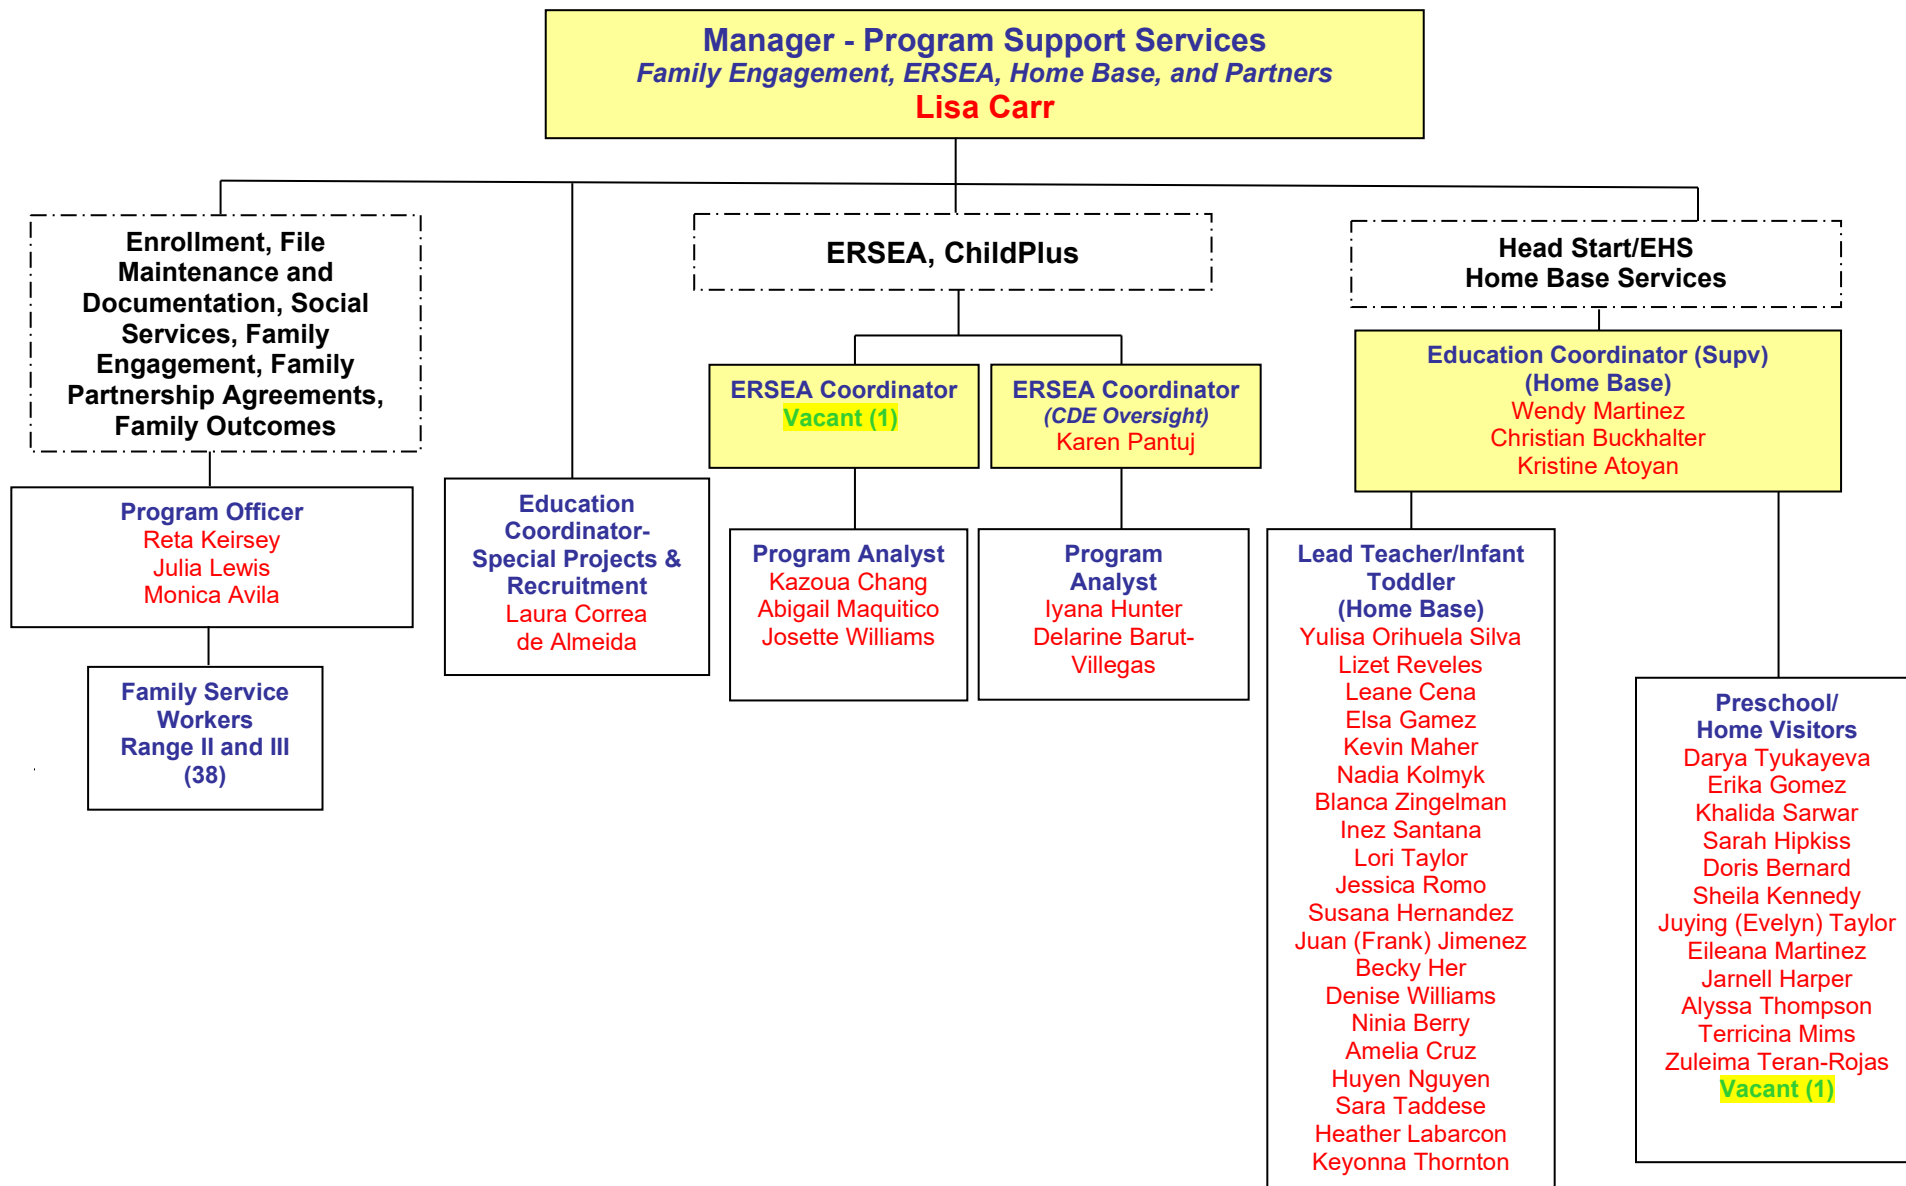 Manager - Program Support Services
Family Engagement, ERSEA, Home Base, and Partners
Lisa Carr
Enrollment, File
Maintenance and
Documentation, Social
Services, Family
Engagement, Family
Partnership Agreements,
Family Outcomes
Program Officer
Reta Keirsey
Julia Lewis
Monica Avila
Family Service
Workers
Range II and III
(38)
Education
Coordinator-
Special Projects &
Recruitment
Laura Correa
de Almeida
ERSEA, ChildPlus
ERSEA Coordinator
Vacant (1)
Program Analyst
Kazoua Chang
Abigail Maquitico
Josette Williams
ERSEA Coordinator
(CDE Oversight)
Karen Pantuj
Program
Analyst
Iyana Hunter
Delarine Barut-
Villegas
Head Start/EHS
Home Base Services
Education Coordinator (Supv)
(Home Base)
Wendy Martinez
Christian Buckhalter
Kristine Atoyan
Lead Teacher/Infant
Toddler
(Home Base)
Yulisa Orihuela Silva
Lizet Reveles
Leane Cena
Elsa Gamez
Kevin Maher
Nadia Kolmyk
Blanca Zingelman
Inez Santana
Lori Taylor
Jessica Romo
Susana Hernandez
Juan (Frank) Jimenez
Becky Her
Denise Williams
Ninia Berry
Amelia Cruz
Huyen Nguyen
Sara Taddese
Heather Labarcon
Keyonna Thornton
Preschool/
Home Visitors
Darya Tyukayeva
Erika Gomez
Khalida Sarwar
Sarah Hipkiss
Doris Bernard
Sheila Kennedy
Juying (Evelyn) Taylor
Eileana Martinez
Jarnell Harper
Alyssa Thompson
Terricina Mims
Zuleima Teran-Rojas
Vacant (1)